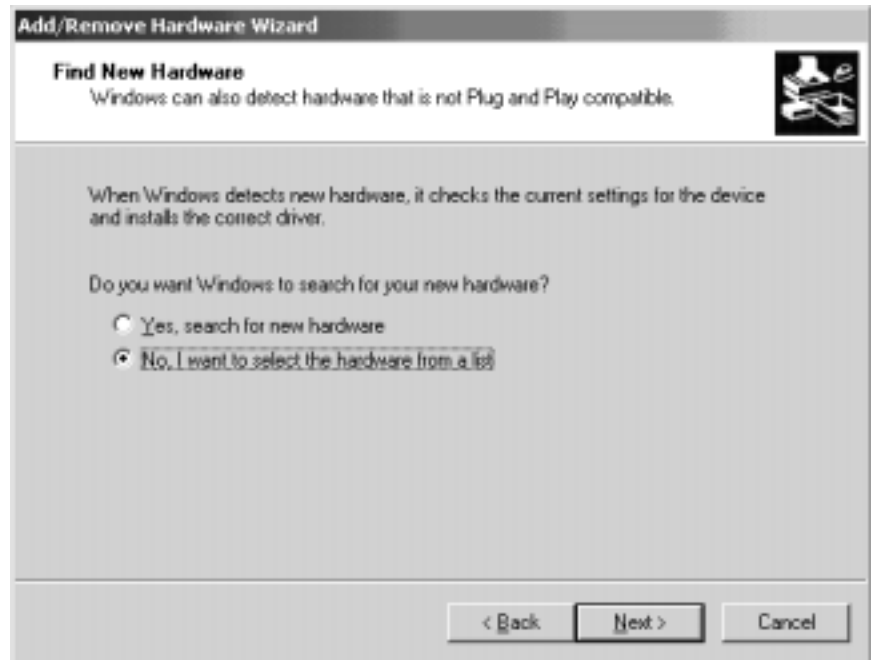 Add/Remove Hardware Wizard
Find New Hardware
Windows can also detect hardware that is not Plug and Play compatible.
When Windows detects new hardware, it checks the current settings for the device
and installs the correct driver.
Do you want Windows to search for your new hardware?
Yes, search for new hardware
No, I want to select the hardware from a list
< Back
Next >
Cancel